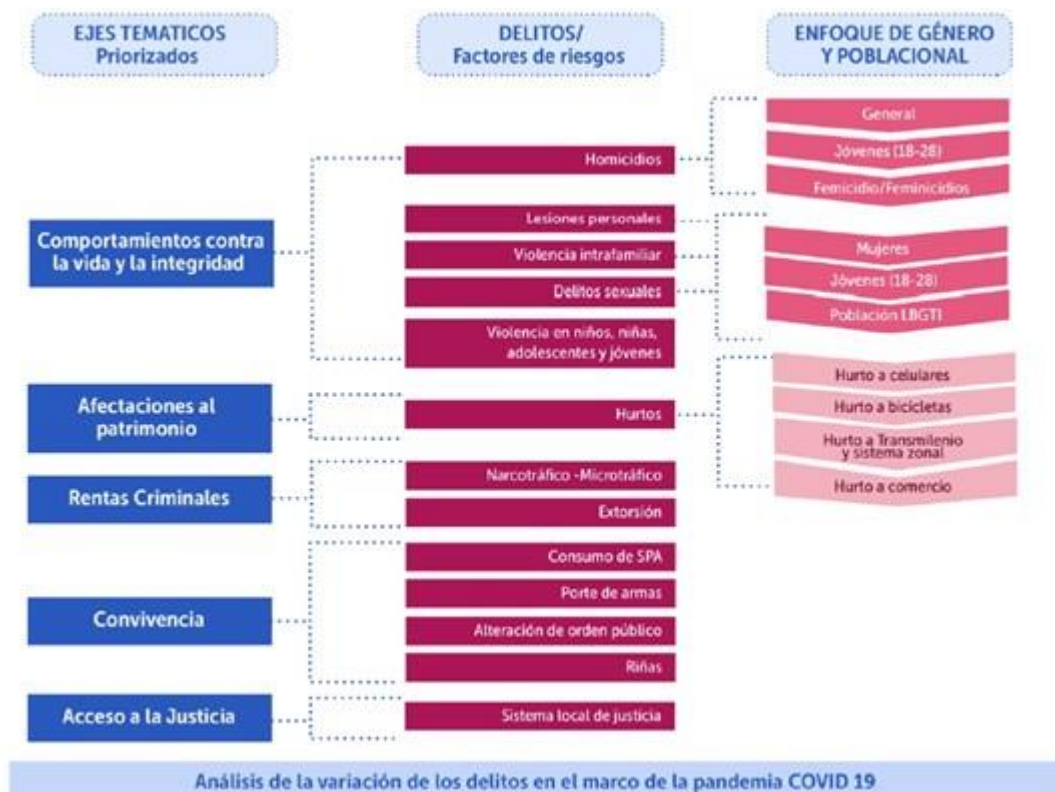 EJES TEMATICOS
Priorizados
DELITOS/
Factores de riesgos
ENFOQUE DE GÉNERO
Y POBLACIONAL
Comportamientos contra
la vida y la integridad
Homicidios
Lesiones personales
Violencia intrafamiliar
Delitos sexuales
Violencia en niños, niñas,
adolescentes y jóvenes
General
Jóvenes (18-28)
Femicidio/Feminicidios
Mujeres
Jóvenes (18-28)
Población LBGTI
Afectaciones al
patrimonio
Hurtos
Hurto a celulares
Hurto a bicicletas
Hurto a Transmilenio
y sistema zonal
Hurto a comercio
Rentas Criminales
Narcotráfico -Microtráfico
Extorsión
Convivencia
Consumo de SPA
Porte de armas
Alteración de orden público
Riñas
Acceso a la Justicia
Sistema local de justicia
Análisis de la variación de los delitos en el marco de la pandemia COVID 19